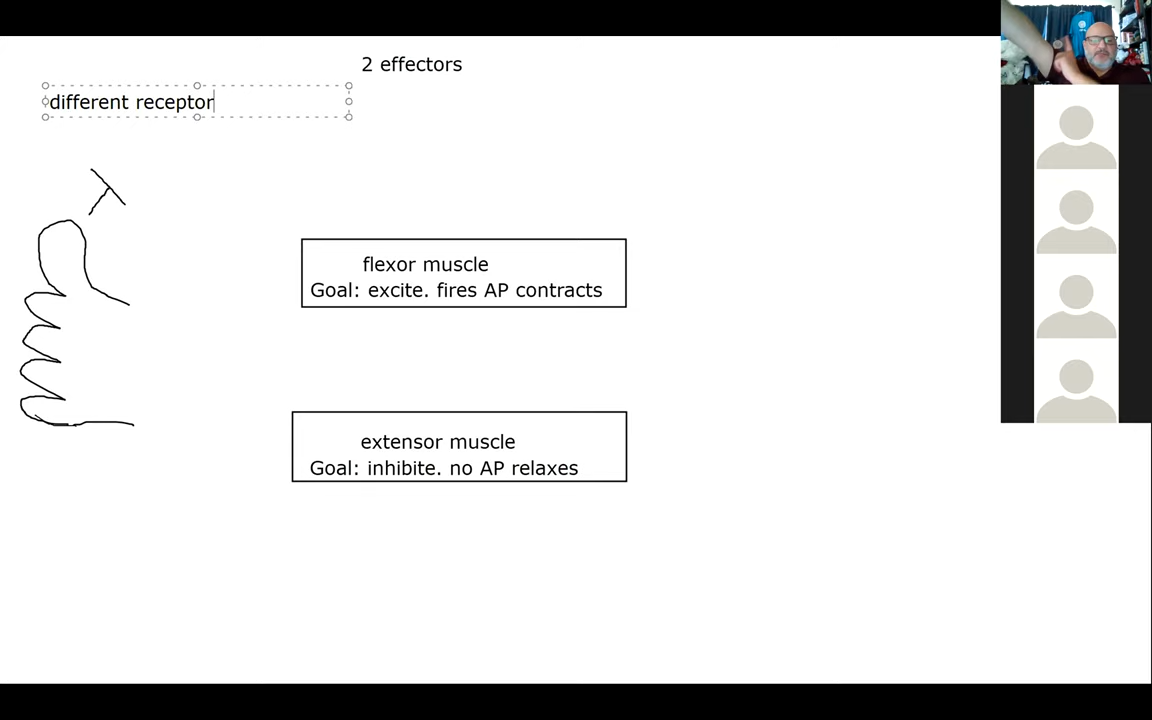 2 effectors
different receptor
flexor muscle
Goal: excite. fires AP contracts
extensor muscle
Goal: inhibite. no AP relaxes